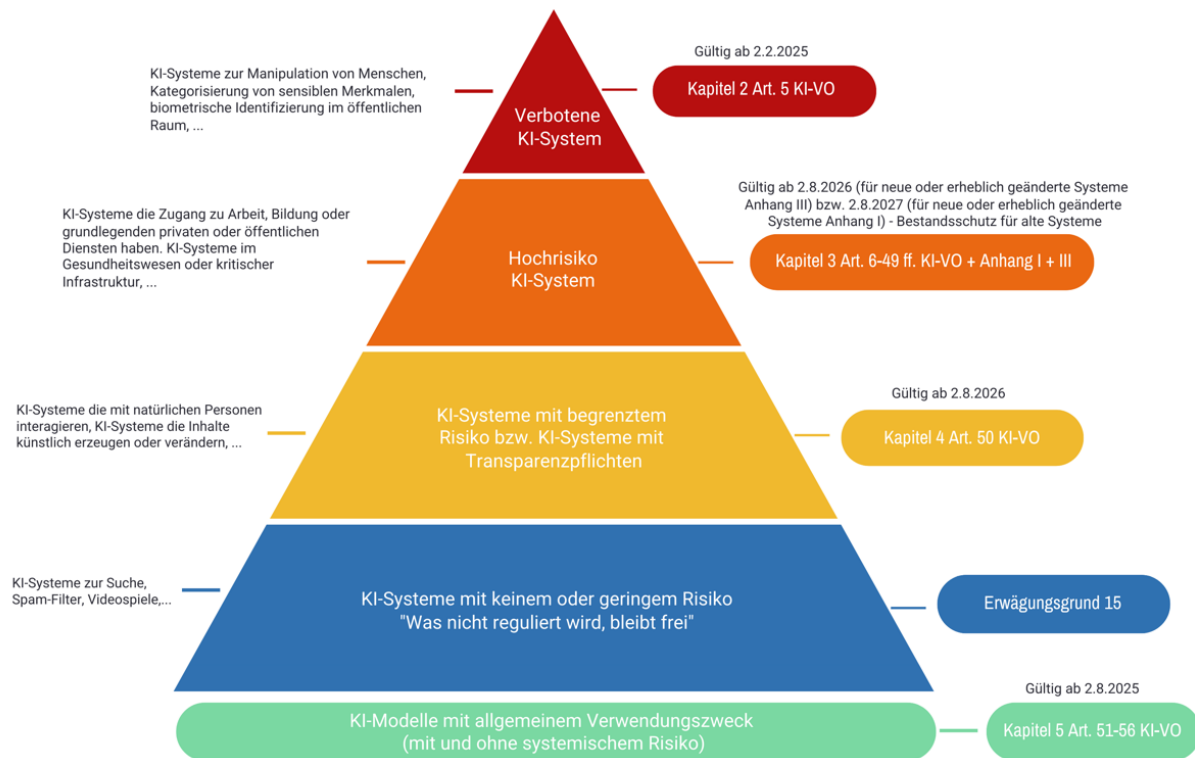 Gültig ab 2.2.2025
KI-Systeme zur Manipulation von Menschen,
Kategorisierung von sensiblen Merkmalen,
biometrische Identifizierung im öffentlichen
Raum, ...
Verbotene
KI-System
Kapitel 2 Art. 5 KI-VO
Gültig ab 2.8.2026 (für neue oder erheblich geänderte Systeme
Anhang III) bzw. 2.8.2027 (für neue oder erheblich geänderte
Systeme Anhang I) - Bestandsschutz für alte Systeme
KI-Systeme die Zugang zu Arbeit, Bildung oder
grundlegenden privaten oder öffentlichen
Diensten haben. KI-Systeme im
Gesundheitswesen oder kritischer
Infrastruktur, ...
Hochrisiko
KI-System
Kapitel 3 Art. 6-49 ff. KI-VO + Anhang I + III
Gültig ab 2.8.2026
KI-Systeme die mit natürlichen Personen
interagieren, KI-Systeme die Inhalte
künstlich erzeugen oder verändern, ...
KI-Systeme mit begrenztem
Risiko bzw. KI-Systeme mit
Transparenzpflichten
Kapitel 4 Art. 50 KI-VO
KI-Systeme zur Suche,
Spam-Filter, Videospiele,...
KI-Systeme mit keinem oder geringem Risiko
"Was nicht reguliert wird, bleibt frei"
Erwägungsgrund 15
Gültig ab 2.8.2025
KI-Modelle mit allgemeinem Verwendungszweck
(mit und ohne systemischem Risiko)
Kapitel 5 Art. 51-56 KI-VO